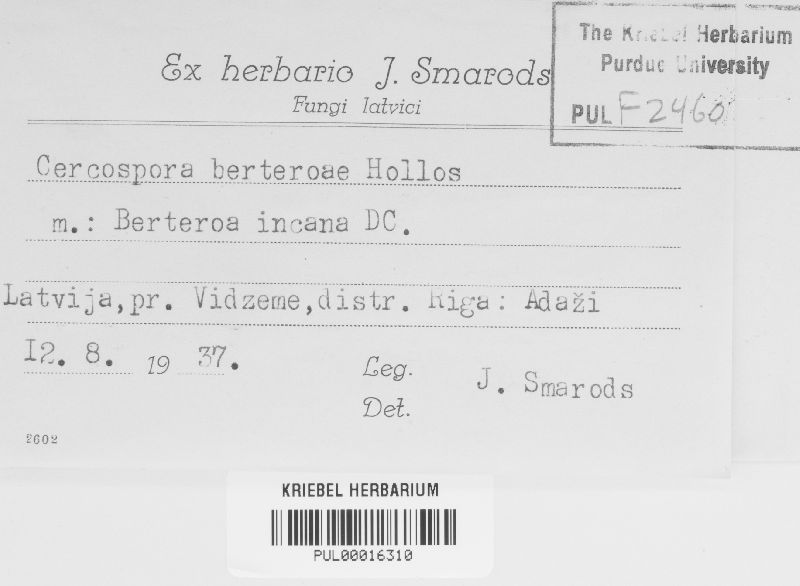 The Kriebel Herbarium
Purdue University
PUL F2460
Ex herbario J. Smarods
Fungi latvici
Cercospora berteroae Hollos
m.: Berteroa incana DC.
Latvija,pr. Vidzeme,distr. Riga: Adaži
I2. 8. 19 37.
Leg. J. Smarods
Det.
2602
KRIEBEL HERBARIUM
PUL00016310